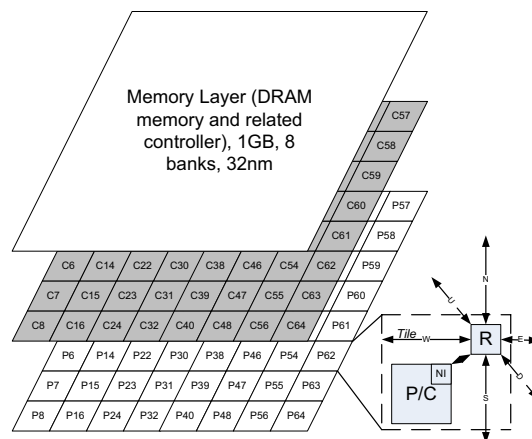 Memory Layer (DRAM
memory and related
controller), 1GB, 8
banks, 32nm
C57
C58
C59
C60 P57
C61 P58
C6 C14 C22 C30 C38 C46 C54 C62 P59
C7 C15 C23 C31 C39 C47 C55 C63 P60
C8 C16 C24 C32 C40 C48 C56 C64 P61
P6 P14 P22 P30 P38 P46 P54 P62
P7 P15 P23 P31 P39 P47 P55 P63
P8 P16 P24 P32 P40 P48 P56 P64
N
U
Tile W R E
D
NI
P/C
S